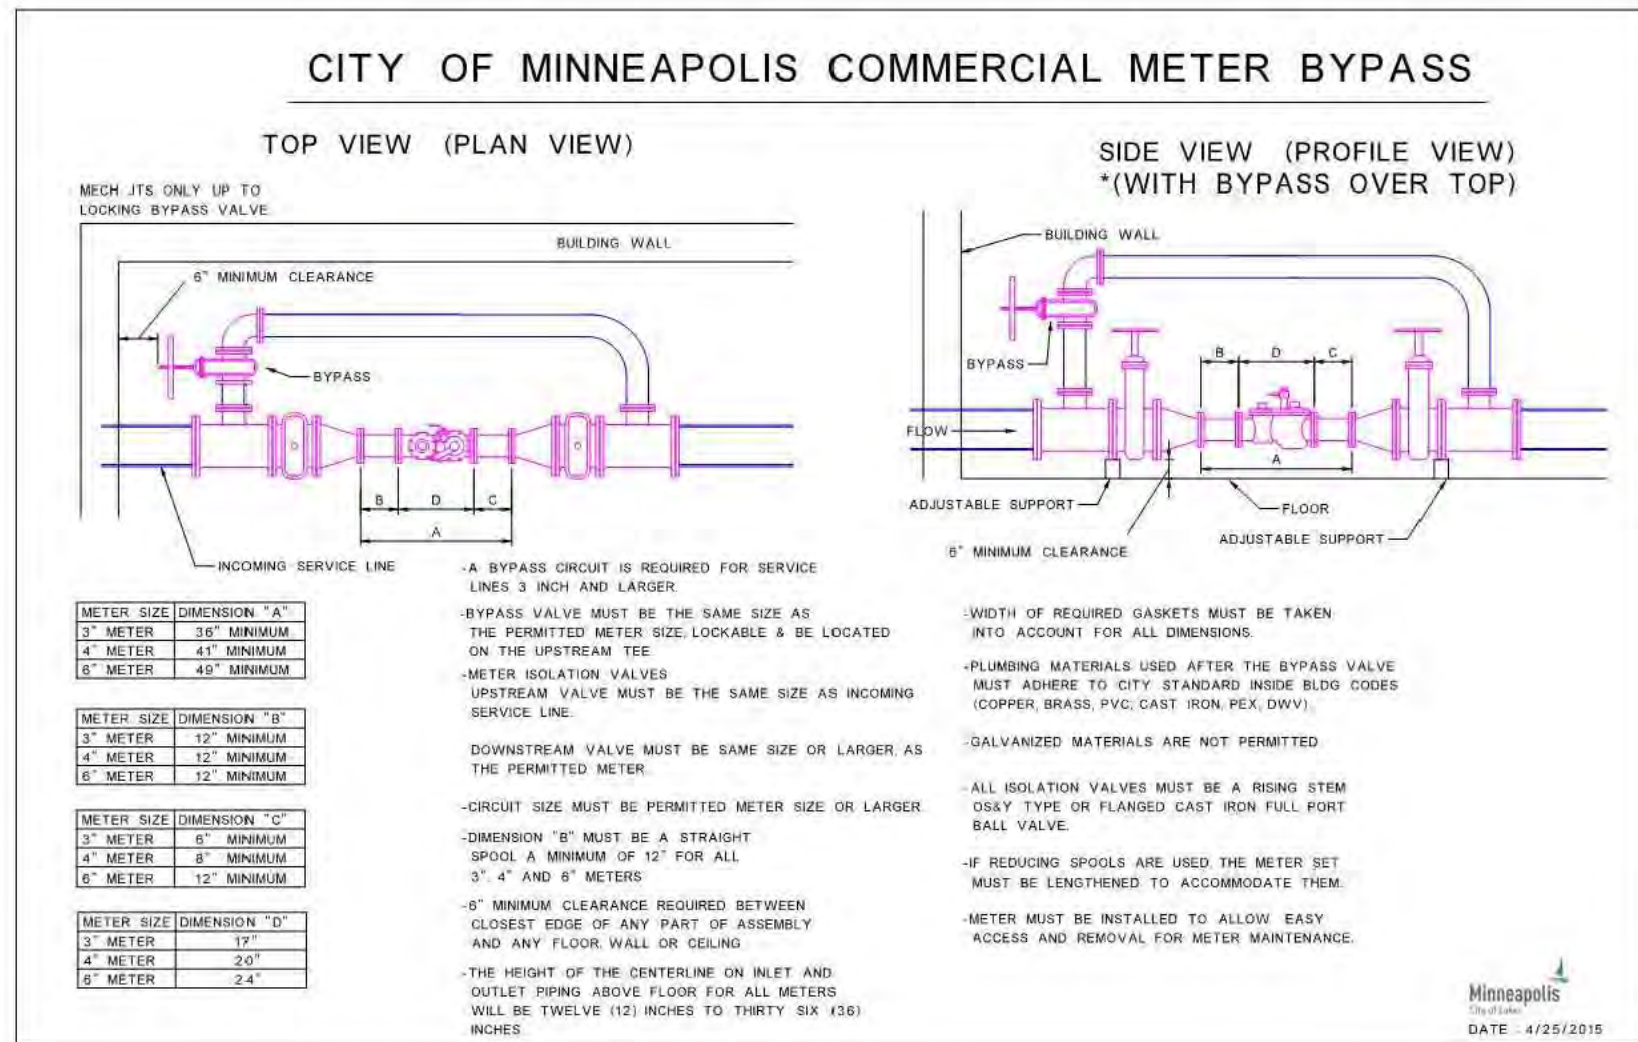 CITY OF MINNEAPOLIS COMMERCIAL METER BYPASS
TOP VIEW (PLAN VIEW)
MECH JTS ONLY UP TO
LOCKING BYPASS VALVE
BUILDING WALL
6" MINIMUM CLEARANCE
BYPASS
B D C
A
INCOMING SERVICE LINE
SIDE VIEW (PROFILE VIEW)
*(WITH BYPASS OVER TOP)
BUILDING WALL
BYPASS
B D C
FLOW
A
ADJUSTABLE SUPPORT
FLOOR
6" MINIMUM CLEARANCE
ADJUSTABLE SUPPORT
METER SIZE DIMENSION "A"
3" METER 36" MINIMUM
4" METER 41" MINIMUM
6" METER 49" MINIMUM
METER SIZE DIMENSION "B"
3" METER 12" MINIMUM
4" METER 12" MINIMUM
6" METER 12" MINIMUM
METER SIZE DIMENSION "C"
3" METER 6" MINIMUM
4" METER 8" MINIMUM
6" METER 12" MINIMUM
METER SIZE DIMENSION "D"
3" METER 17"
4" METER 20"
6" METER 24"
-A BYPASS CIRCUIT IS REQUIRED FOR SERVICE
LINES 3 INCH AND LARGER.
-BYPASS VALVE MUST BE THE SAME SIZE AS
THE PERMITTED METER SIZE, LOCKABLE & BE LOCATED
ON THE UPSTREAM TEE
-METER ISOLATION VALVES
UPSTREAM VALVE MUST BE THE SAME SIZE AS INCOMING
SERVICE LINE.
DOWNSTREAM VALVE MUST BE SAME SIZE OR LARGER, AS
THE PERMITTED METER
-CIRCUIT SIZE MUST BE PERMITTED METER SIZE OR LARGER
-DIMENSION "B" MUST BE A STRAIGHT
SPOOL A MINIMUM OF 12" FOR ALL
3", 4" AND 6" METERS
-6" MINIMUM CLEARANCE REQUIRED BETWEEN
CLOSEST EDGE OF ANY PART OF ASSEMBLY
AND ANY FLOOR, WALL OR CEILING
-THE HEIGHT OF THE CENTERLINE ON INLET AND
OUTLET PIPING ABOVE FLOOR FOR ALL METERS
WILL BE TWELVE (12) INCHES TO THIRTY SIX (36)
INCHES
-WIDTH OF REQUIRED GASKETS MUST BE TAKEN
INTO ACCOUNT FOR ALL DIMENSIONS.
-PLUMBING MATERIALS USED AFTER THE BYPASS VALVE
MUST ADHERE TO CITY STANDARD INSIDE BLDG CODES
(COPPER, BRASS, PVC, CAST IRON, PEX, DWV)
-GALVANIZED MATERIALS ARE NOT PERMITTED
-ALL ISOLATION VALVES MUST BE A RISING STEM
OS&Y TYPE OR FLANGED CAST IRON FULL PORT
BALL VALVE.
-IF REDUCING SPOOLS ARE USED, THE METER SET
MUST BE LENGTHENED TO ACCOMMODATE THEM.
-METER MUST BE INSTALLED TO ALLOW EASY
ACCESS AND REMOVAL FOR METER MAINTENANCE.
Minneapolis
City of Lakes
DATE : 4/25/2015